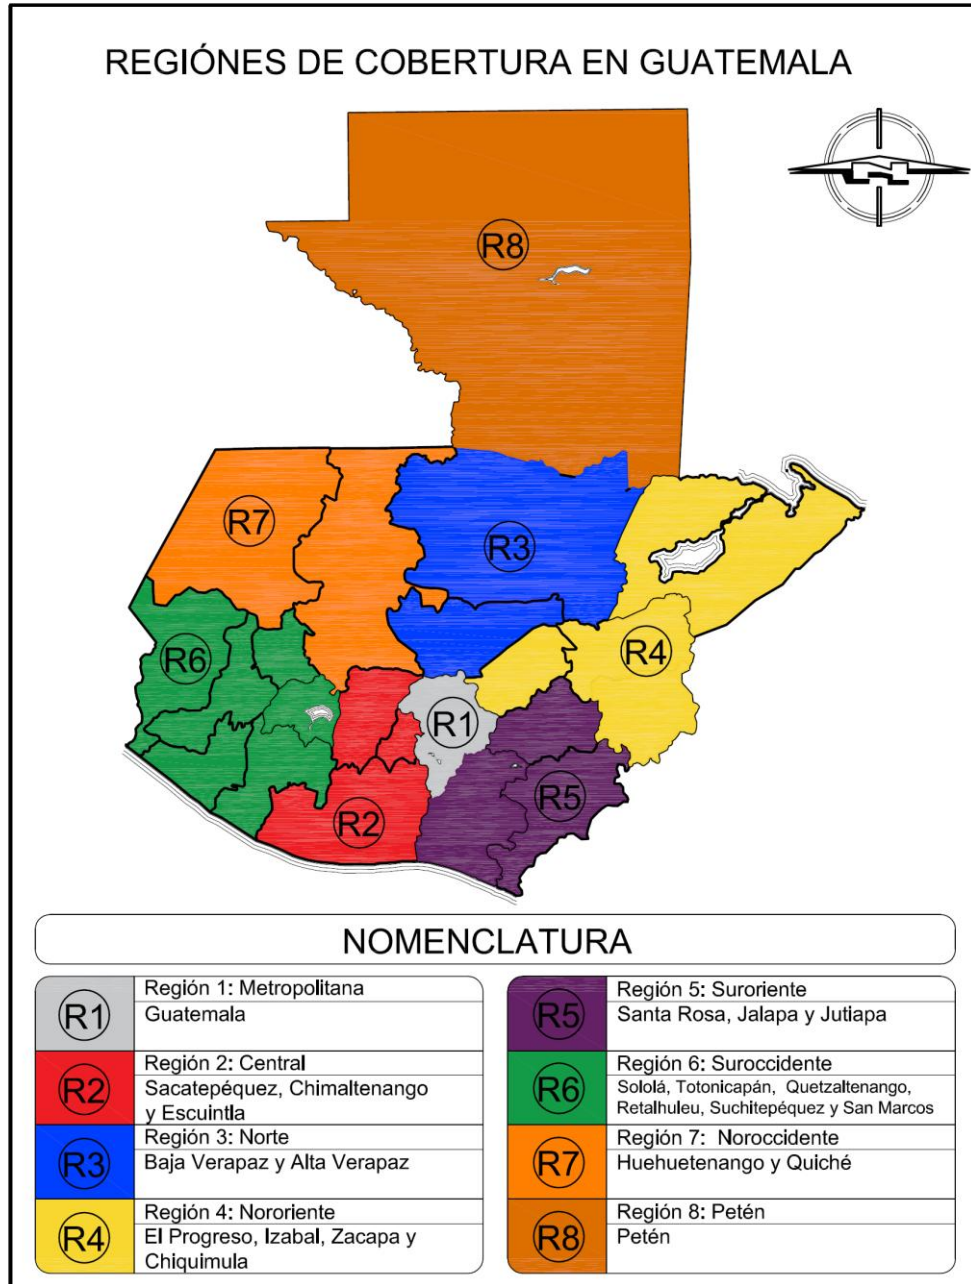 REGIÓNES DE COBERTURA EN GUATEMALA
R8
R7
R3
R6
R4
R1
R5
R2
NOMENCLATURA
R1
Región 1: Metropolitana
Guatemala
R2
Región 2: Central
Sacatepéquez, Chimaltenango
y Escuintla
R3
Región 3: Norte
Baja Verapaz y Alta Verapaz
R4
Región 4: Nororiente
El Progreso, Izabal, Zacapa y
Chiquimula
R5
Región 5: Suroriente
Santa Rosa, Jalapa y Jutiapa
R6
Región 6: Suroccidente
Sololá, Totonicapán, Quetzaltenango,
Retalhuleu, Suchitepéquez y San Marcos
R7
Región 7: Noroccidente
Huehuetenango y Quiché
R8
Región 8: Petén
Petén